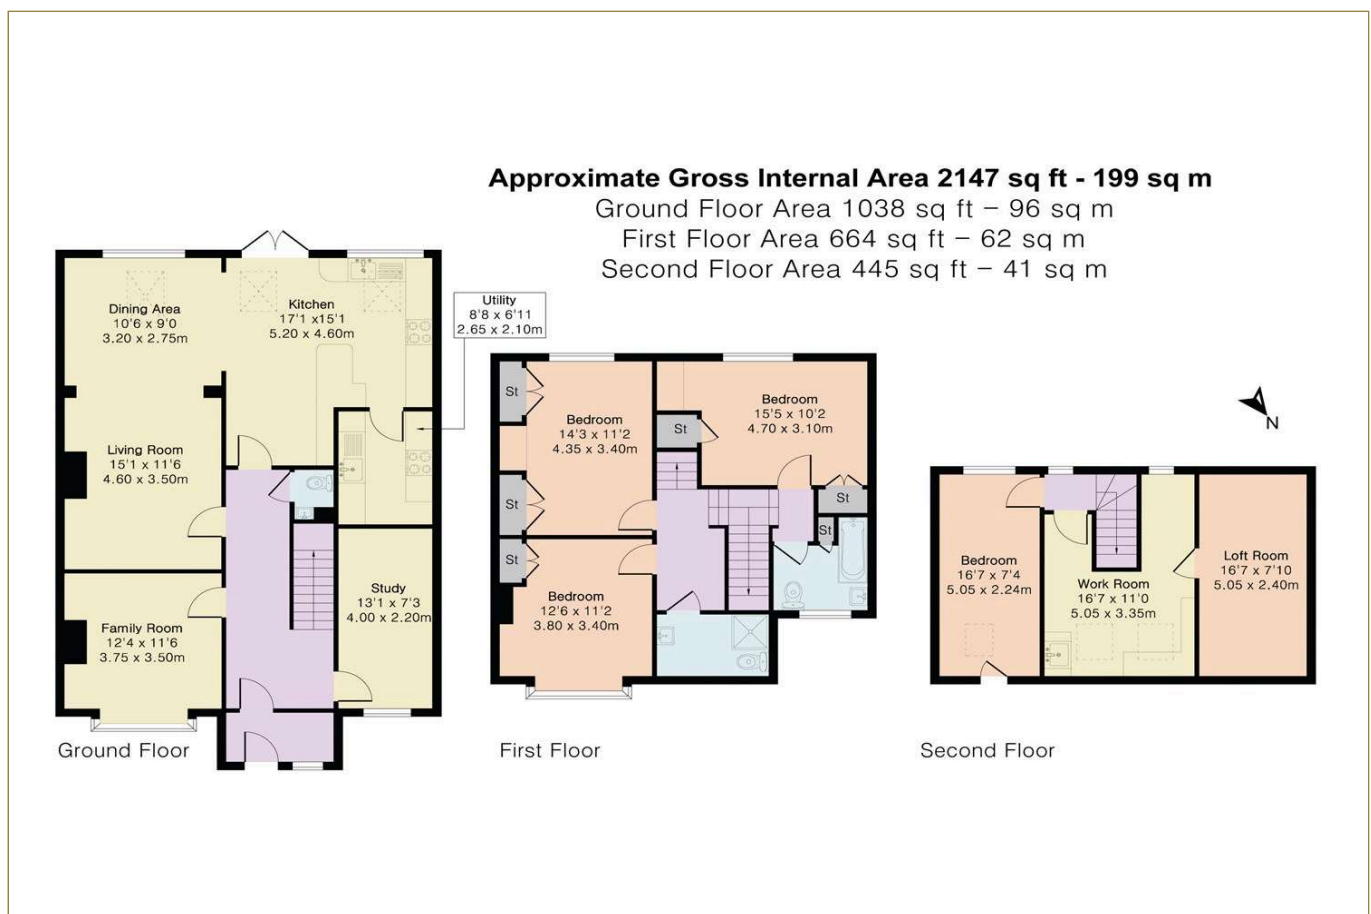 Approximate Gross Internal Area 2147 sq ft - 199 sq m
Ground Floor Area 1038 sq ft – 96 sq m
First Floor Area 664 sq ft – 62 sq m
Second Floor Area 445 sq ft – 41 sq m
Dining Area
10'6 x 9'0
3.20 x 2.75m
Kitchen
17'1 x15'1
5.20 x 4.60m
Utility
8'8 x 6'11
2.65 x 2.10m
Living Room
15'1 x 11'6
4.60 x 3.50m
Study
13'1 x 7'3
4.00 x 2.20m
Family Room
12'4 x 11'6
3.75 x 3.50m
Ground Floor
St
Bedroom
14'3 x 11'2
4.35 x 3.40m
St
St
Bedroom
15'5 x 10'2
4.70 x 3.10m
St
St
St
Bedroom
12'6 x 11'2
3.80 x 3.40m
First Floor
N
Bedroom
16'7 x 7'4
5.05 x 2.24m
Work Room
16'7 x 11'0
5.05 x 3.35m
Loft Room
16'7 x 7'10
5.05 x 2.40m
Second Floor